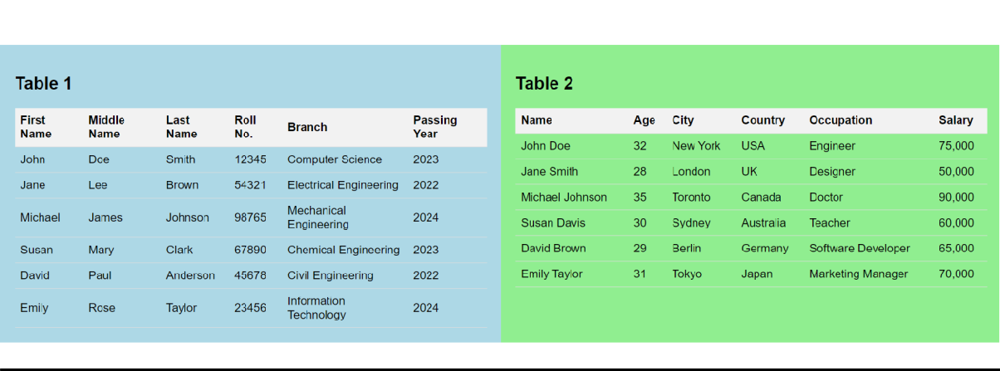 Table 1
First Name Middle Name Last Name Roll No. Branch Passing Year
John Doe Smith 12345 Computer Science 2023
Jane Lee Brown 54321 Electrical Engineering 2022
Michael James Johnson 98765 Mechanical Engineering 2024
Susan Mary Clark 67890 Chemical Engineering 2023
David Paul Anderson 45678 Civil Engineering 2022
Emily Rose Taylor 23456 Information Technology 2024
Table 2
Name Age City Country Occupation Salary
John Doe 32 New York USA Engineer 75,000
Jane Smith 28 London UK Designer 50,000
Michael Johnson 35 Toronto Canada Doctor 90,000
Susan Davis 30 Sydney Australia Teacher 60,000
David Brown 29 Berlin Germany Software Developer 65,000
Emily Taylor 31 Tokyo Japan Marketing Manager 70,000